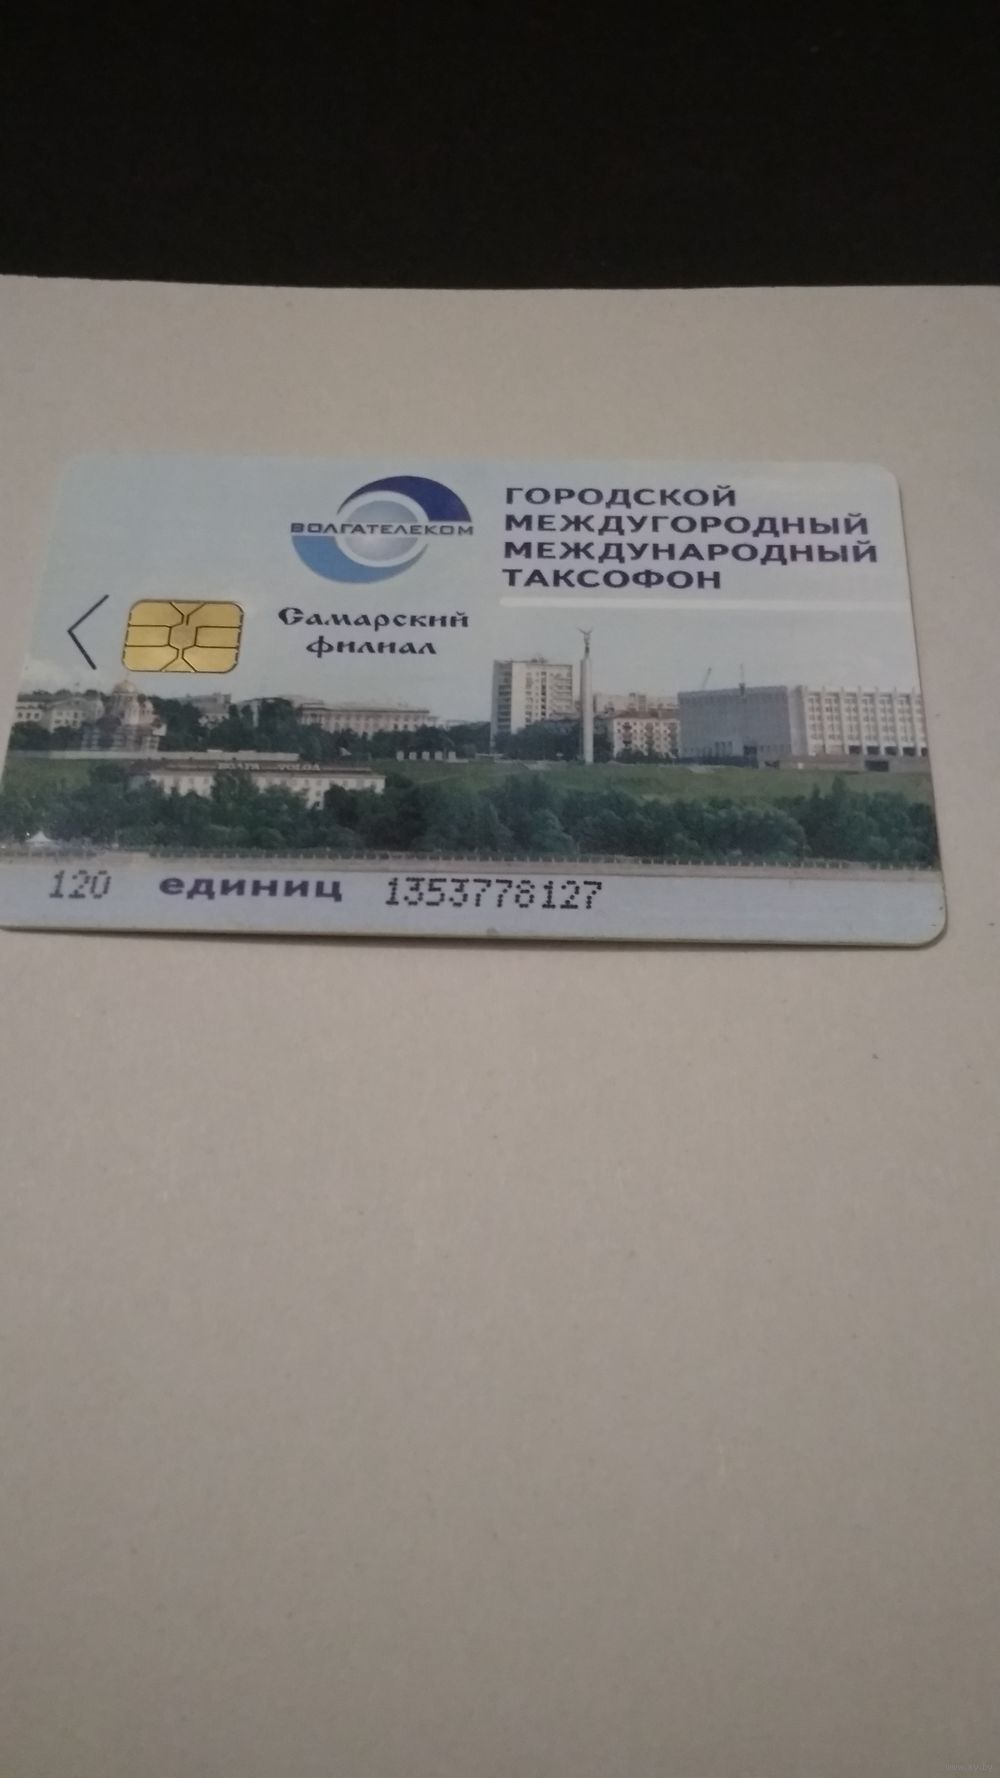 ВОЛГАТЕЛЕКОМ
Самарский
филиал
ГОРОДСКОЙ
МЕЖДУГОРОДНЫЙ
МЕЖДУНАРОДНЫЙ
ТАКСОФОН
120 единиц 1353778127